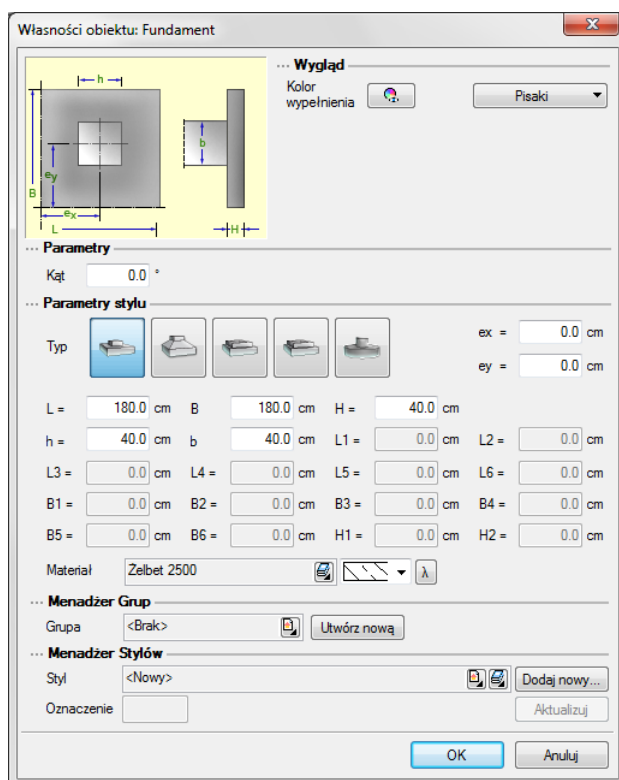 Własności obiektu: Fundament
Wygląd
Kolor wypełnienia
Pisaki
h
b
B
ey
ex
L
H
Parametry
Kąt 0.0 °
Parametry stylu
Typ
ex = 0.0 cm
ey = 0.0 cm
L = 180.0 cm B 180.0 cm H = 40.0 cm
h = 40.0 cm b 40.0 cm L1 = 0.0 cm L2 = 0.0 cm
L3 = 0.0 cm L4 = 0.0 cm L5 = 0.0 cm L6 = 0.0 cm
B1 = 0.0 cm B2 = 0.0 cm B3 = 0.0 cm B4 = 0.0 cm
B5 = 0.0 cm B6 = 0.0 cm H1 = 0.0 cm H2 = 0.0 cm
Materiał Żelbet 2500 λ
Menadżer Grup
Grupa <Brak> Utwórz nową
Menadżer Stylów
Styl <Nowy> Dodaj nowy...
Oznaczenie Aktualizuj
OK Anuluj